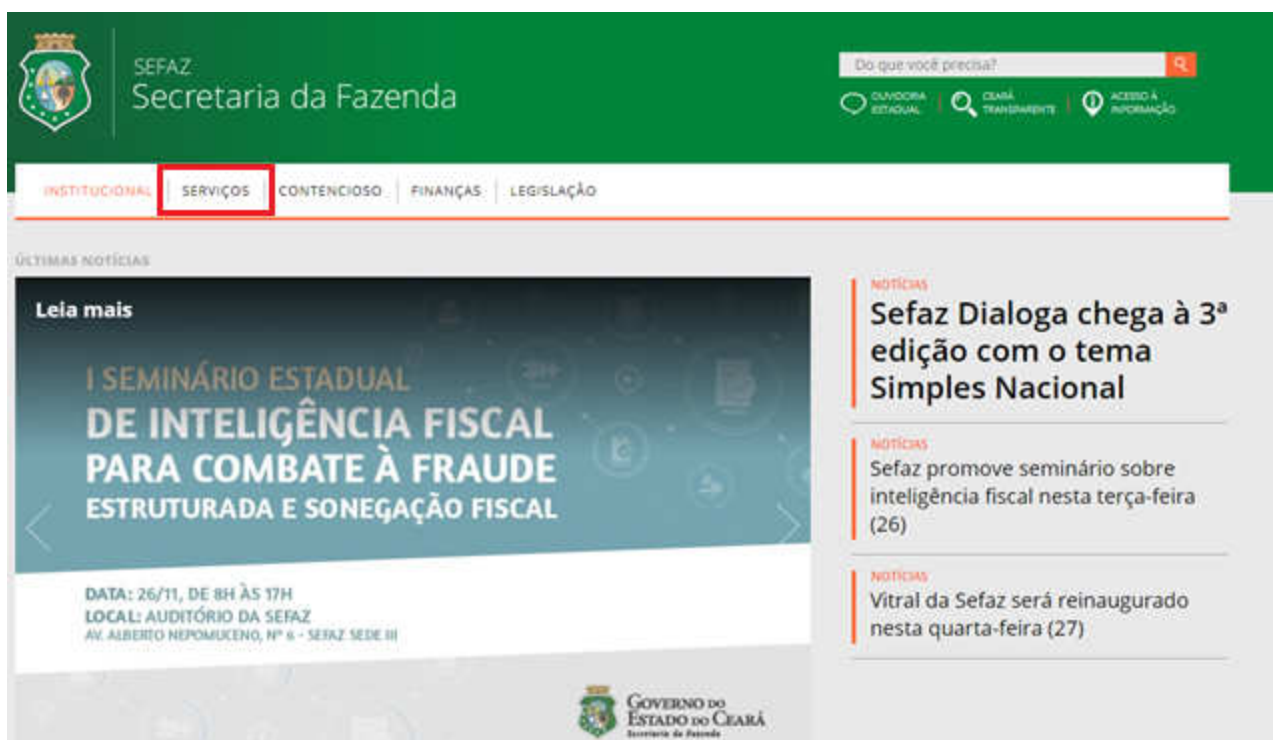 SEFAZ
Secretaria da Fazenda
Do que você precisa?
OUVIDORIA
ESTADUAL
CEARÁ
TRANSPARENTE
ACESSO À
INFORMAÇÃO
INSTITUCIONAL
SERVIÇOS
CONTENCIOSO
FINANÇAS
LEGISLAÇÃO
ÚLTIMAS NOTÍCIAS
Leia mais
I SEMINÁRIO ESTADUAL
DE INTELIGÊNCIA FISCAL
PARA COMBATE À FRAUDE
ESTRUTURADA E SONEGAÇÃO FISCAL
DATA: 26/11, DE 8H ÀS 17H
LOCAL: AUDITÓRIO DA SEFAZ
AV. ALBERTO NEPOMUCENO, Nº 6 - SEFAZ SEDE III
GOVERNO DO
ESTADO DO CEARÁ
Secretaria da Fazenda
NOTÍCIAS
Sefaz Dialoga chega à 3ª
edição com o tema
Simples Nacional
NOTÍCIAS
Sefaz promove seminário sobre
inteligência fiscal nesta terça-feira
(26)
NOTÍCIAS
Vitral da Sefaz será reinaugurado
nesta quarta-feira (27)